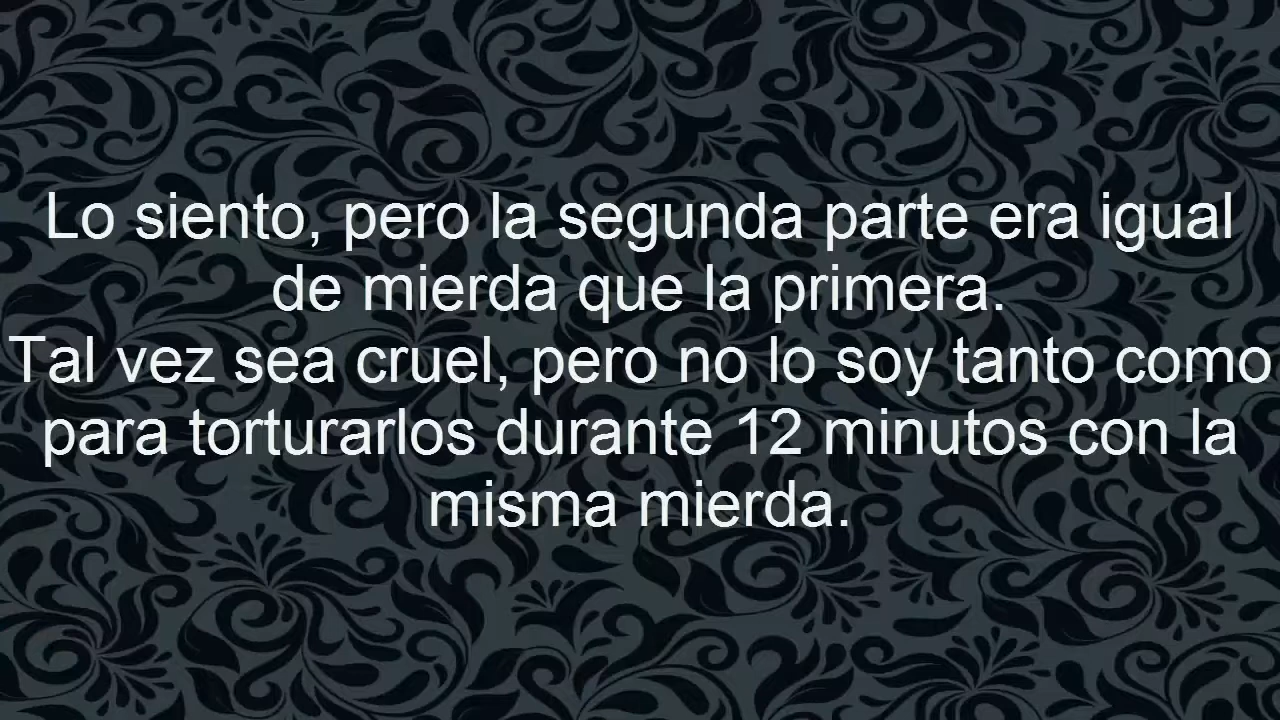 Lo siento, pero la segunda parte era igual
de mierda que la primera.
Tal vez sea cruel, pero no lo soy tanto como
para torturarlos durante 12 minutos con la
misma mierda.